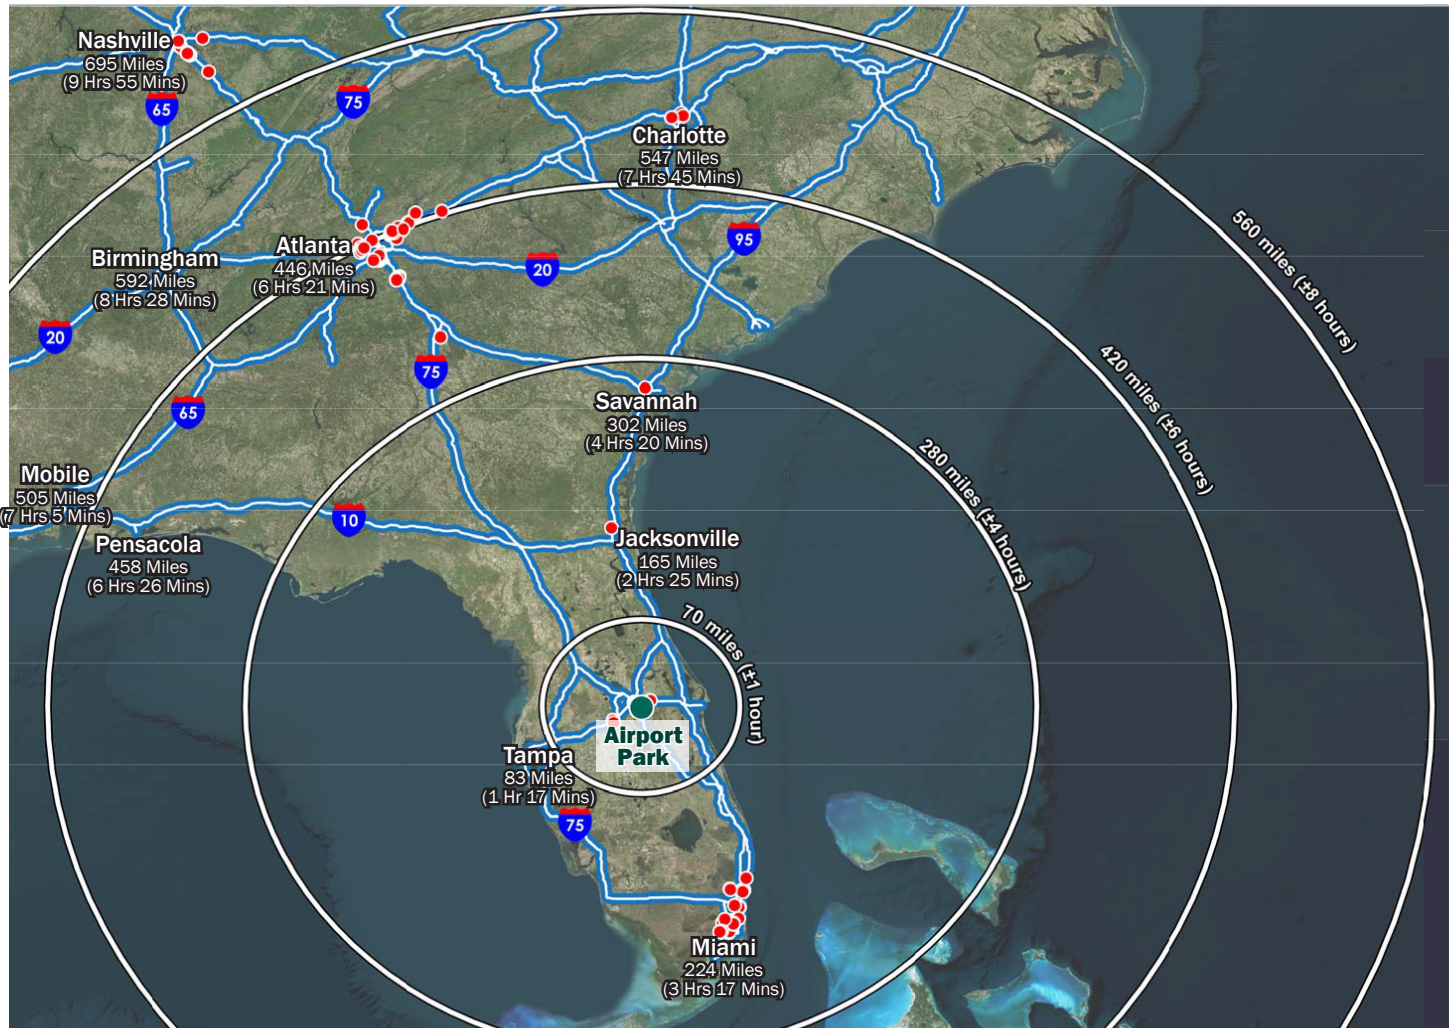 Nashville
695 Miles
(9 Hrs 55 Mins)
65
75
Charlotte
547 Miles
(7 Hrs 45 Mins)
560 miles (±8 hours)
95
Atlanta
446 Miles
(6 Hrs 21 Mins)
20
Birmingham
592 Miles
(8 Hrs 28 Mins)
20
420 miles (±6 hours)
75
65
Savannah
302 Miles
(4 Hrs 20 Mins)
280 miles (±4 hours)
Mobile
505 Miles
(7 Hrs 5 Mins)
10
Pensacola
458 Miles
(6 Hrs 26 Mins)
Jacksonville
165 Miles
(2 Hrs 25 Mins)
70 miles (±1 hour)
Airport
Park
Tampa
83 Miles
(1 Hr 17 Mins)
75
Miami
224 Miles
(3 Hrs 17 Mins)